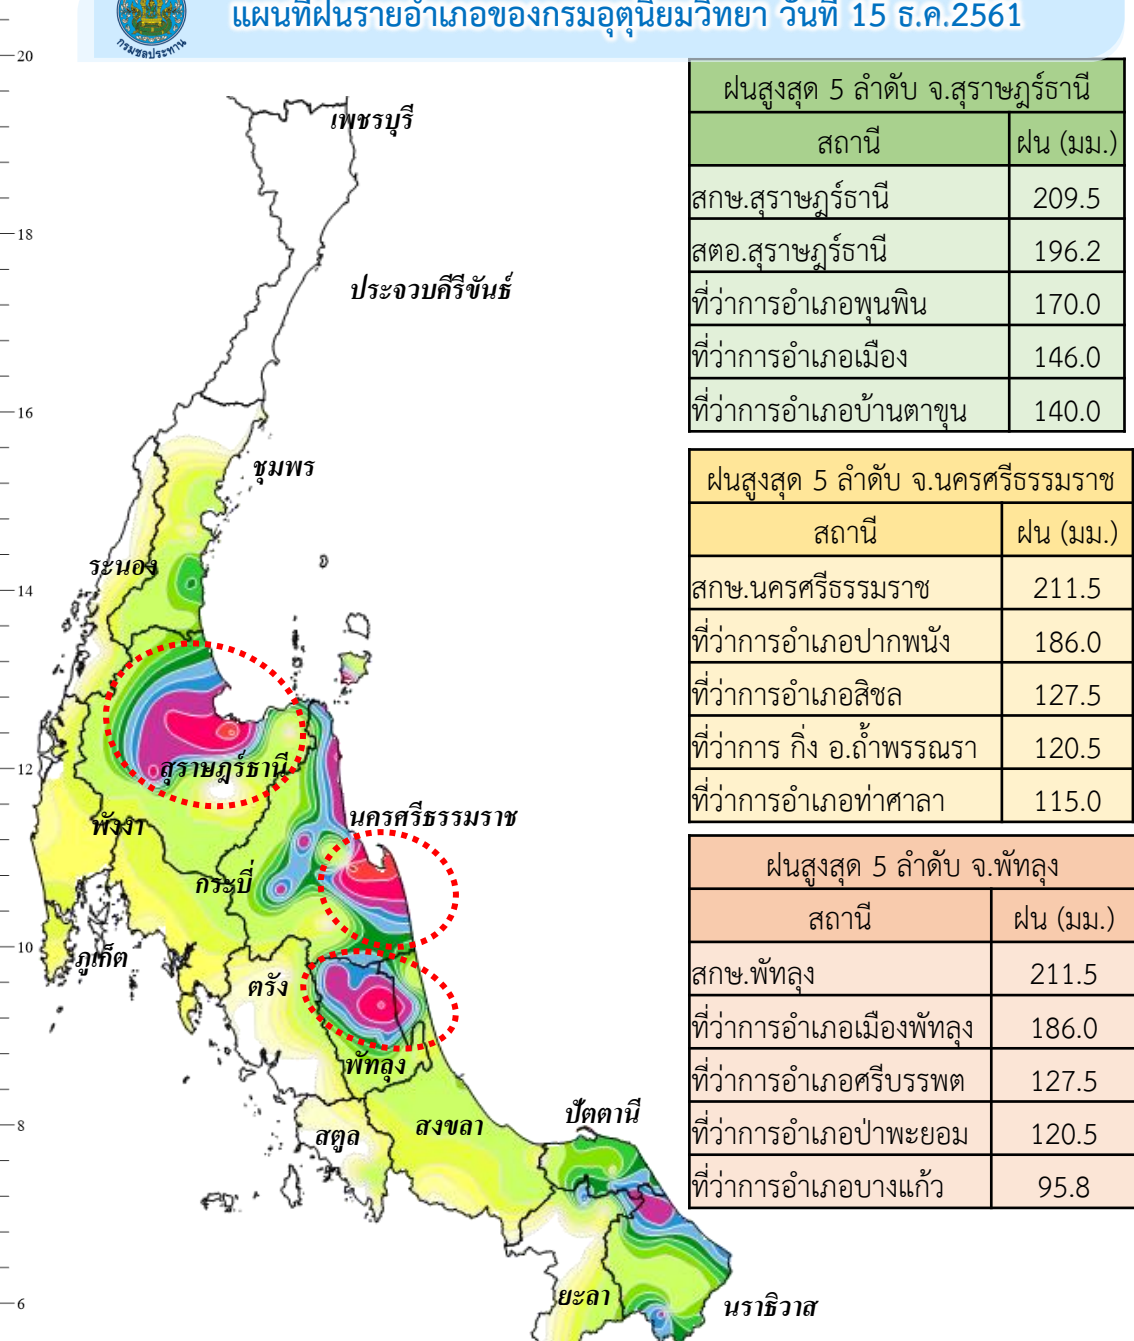 แผนที่ฝนรายอำเภอของกรมอุตุนิยมวิทยา วันที่ 15 ธ.ค.2561
กรมชลประทาน
20
18
16
14
12
10
8
6
เพชรบุรี
ประจวบคีรีขันธ์
ชุมพร
ระนอง
สุราษฎร์ธานี
พังงา
นครศรีธรรมราช
กระบี่
ภูเก็ต
ตรัง
พัทลุง
สตูล
สงขลา
ปัตตานี
ยะลา
นราธิวาส
ฝนสูงสุด 5 ลำดับ จ.สุราษฎร์ธานี
สถานี ฝน (มม.)
สกษ.สุราษฎร์ธานี 209.5
สตอ.สุราษฎร์ธานี 196.2
ที่ว่าการอำเภอพุนพิน 170.0
ที่ว่าการอำเภอเมือง 146.0
ที่ว่าการอำเภอบ้านตาขุน 140.0
ฝนสูงสุด 5 ลำดับ จ.นครศรีธรรมราช
สถานี ฝน (มม.)
สกษ.นครศรีธรรมราช 211.5
ที่ว่าการอำเภอปากพนัง 186.0
ที่ว่าการอำเภอสิชล 127.5
ที่ว่าการ กิ่ง อ.ถ้ำพรรณรา 120.5
ที่ว่าการอำเภอท่าศาลา 115.0
ฝนสูงสุด 5 ลำดับ จ.พัทลุง
สถานี ฝน (มม.)
สกษ.พัทลุง 211.5
ที่ว่าการอำเภอเมืองพัทลุง 186.0
ที่ว่าการอำเภอศรีบรรพต 127.5
ที่ว่าการอำเภอป่าพะยอม 120.5
ที่ว่าการอำเภอบางแก้ว 95.8